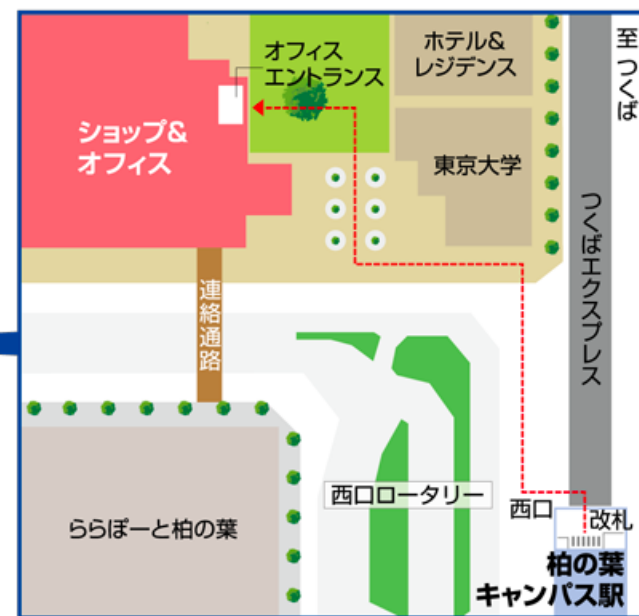 オフィス
エントランス
ホテル&
レジデンス
至 つくば
ショップ&
オフィス
東京大学
つくばエクスプレス
連絡通路
西口ロータリー
西口
改札
ららぽーと柏の葉
柏の葉
キャンパス駅